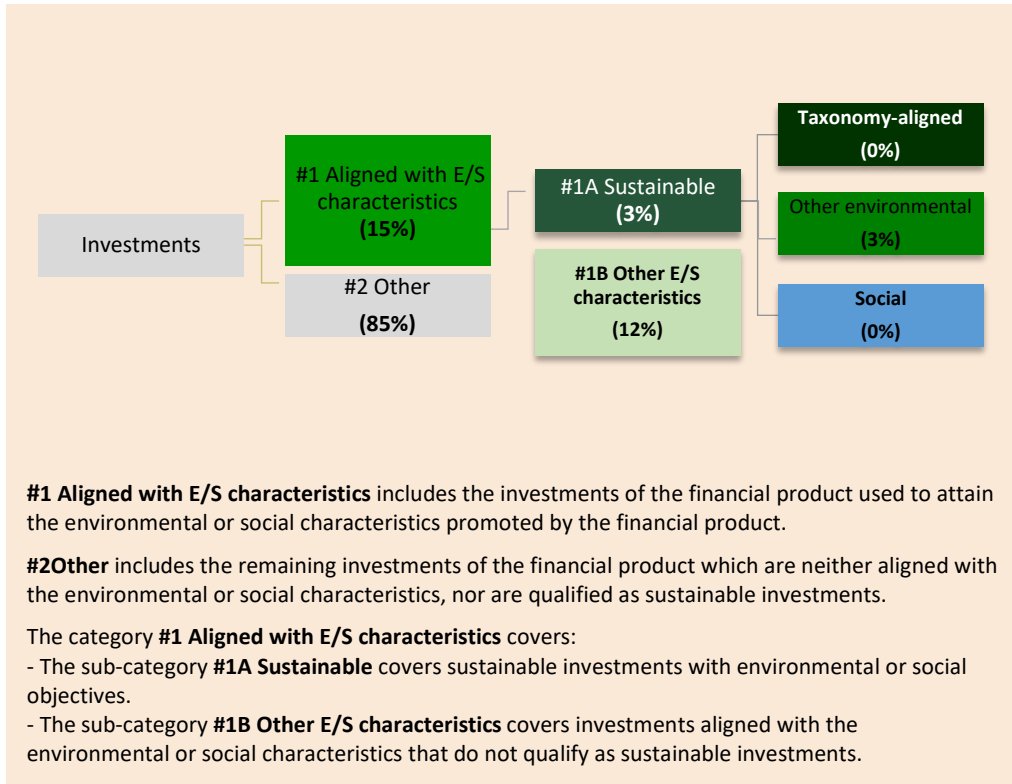 Investments
#1 Aligned with E/S
characteristics
(15%)
#2 Other
(85%)
#1A Sustainable
(3%)
#1B Other E/S
characteristics
(12%)
Taxonomy-aligned
(0%)
Other environmental
(3%)
Social
(0%)
#1 Aligned with E/S characteristics includes the investments of the financial product used to attain
the environmental or social characteristics promoted by the financial product.
#2Other includes the remaining investments of the financial product which are neither aligned with
the environmental or social characteristics, nor are qualified as sustainable investments.
The category #1 Aligned with E/S characteristics covers:
- The sub-category #1A Sustainable covers sustainable investments with environmental or social
objectives.
- The sub-category #1B Other E/S characteristics covers investments aligned with the
environmental or social characteristics that do not qualify as sustainable investments.